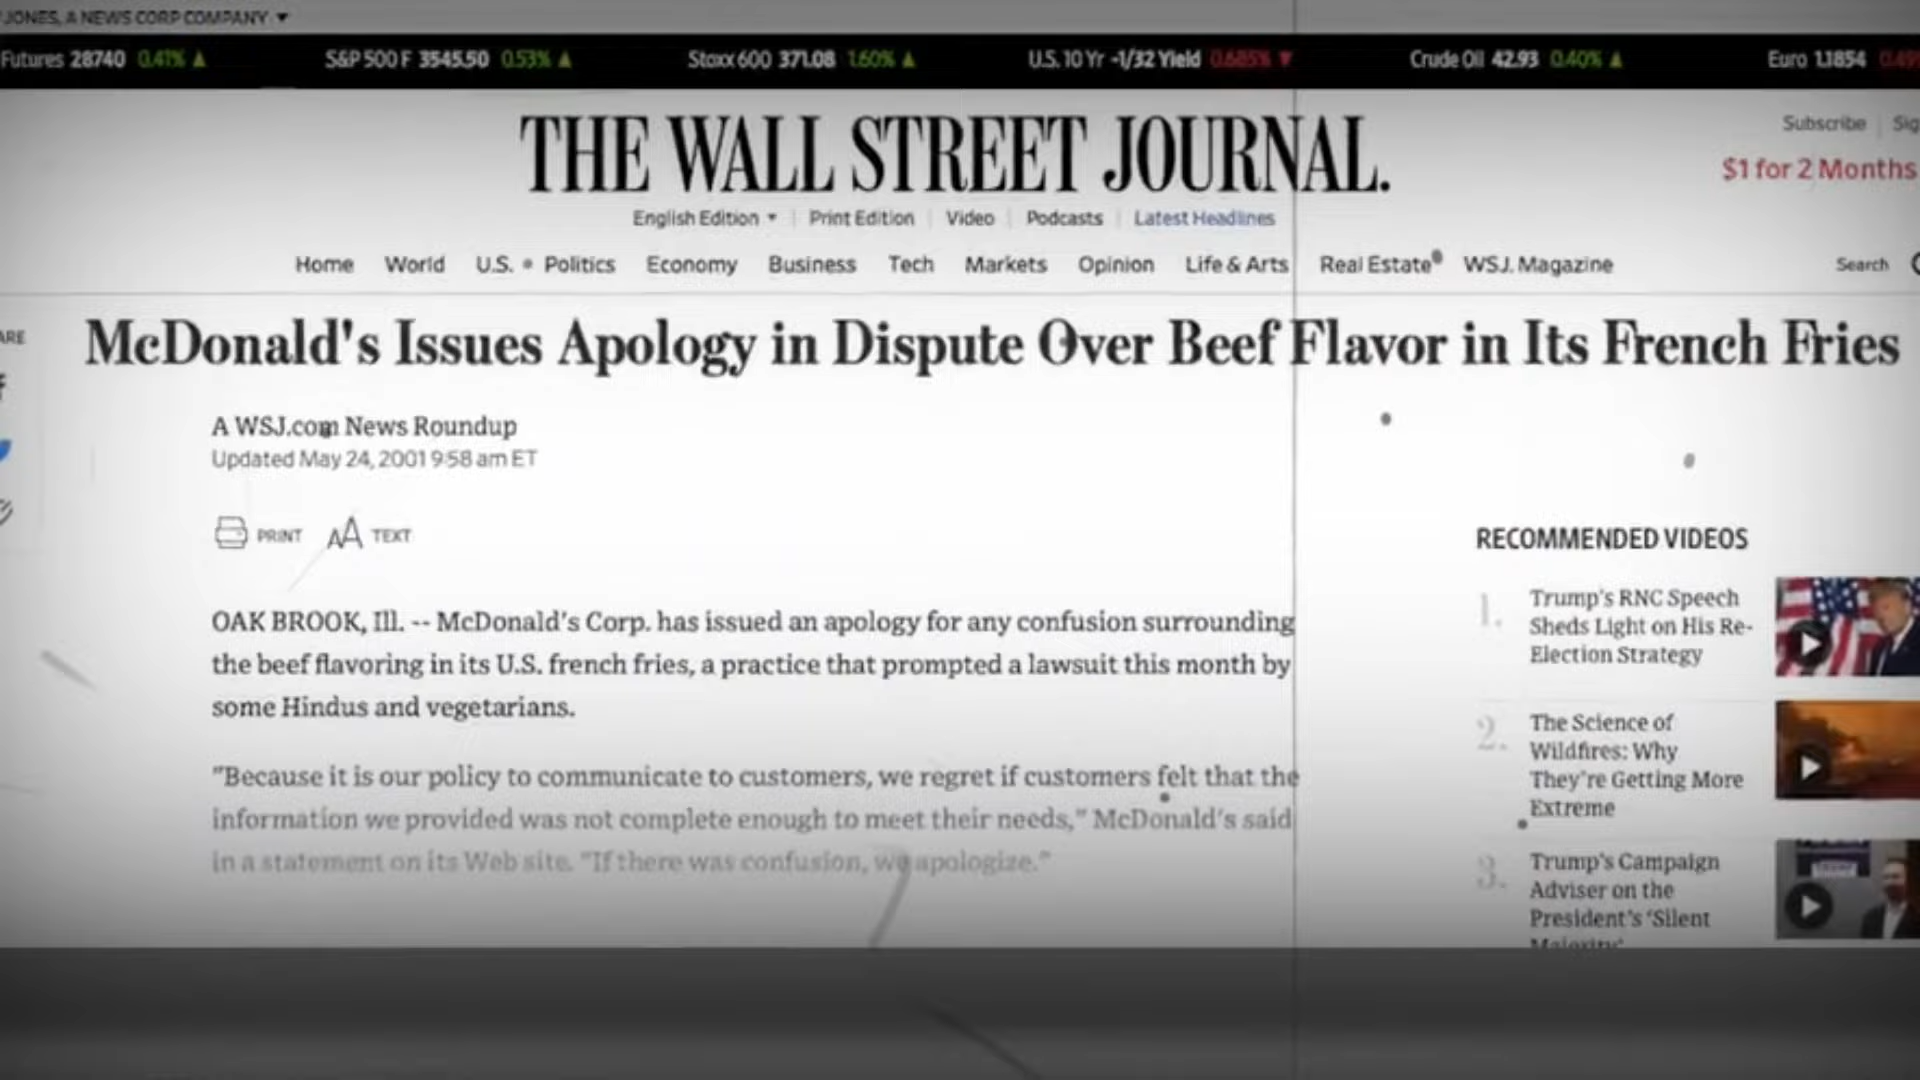 JONES, A NEWS CORP COMPANY
Futures 28740 0.41% S&P 500 F 3545.50 0.53% Stoxx 600 371.08 1.60% U.S. 10 Yr -1/32 Yield 0.685% Crude Oil 42.93 0.40% Euro 1.1854
THE WALL STREET JOURNAL.
Subscribe
$1 for 2 Months
English Edition Print Edition Video Podcasts Latest Headlines
Home World U.S. Politics Economy Business Tech Markets Opinion Life & Arts Real Estate WSJ. Magazine Search
McDonald's Issues Apology in Dispute Over Beef Flavor in Its French Fries
A WSJ.com News Roundup
Updated May 24, 2001 9:58 am ET
PRINT AA TEXT
OAK BROOK, Ill. -- McDonald's Corp. has issued an apology for any confusion surrounding
the beef flavoring in its U.S. french fries, a practice that prompted a lawsuit this month by
some Hindus and vegetarians.
"Because it is our policy to communicate to customers, we regret if customers felt that the
information we provided was not complete enough to meet their needs," McDonald's said
in a statement on its Web site. "If there was confusion, we apologize."
RECOMMENDED VIDEOS
1. Trump's RNC Speech
Sheds Light on His Re-
Election Strategy
2. The Science of
Wildfires: Why
They're Getting More
Extreme
3. Trump's Campaign
Adviser on the
President's 'Silent
Majority'